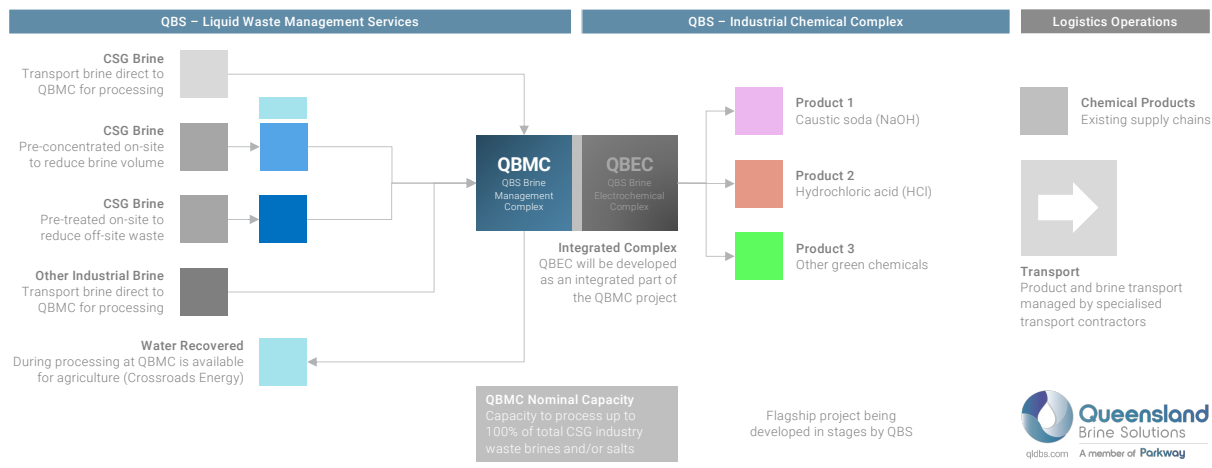 QBS – Liquid Waste Management Services
QBS – Industrial Chemical Complex
Logistics Operations
CSG Brine
Transport brine direct to
QBMC for processing
CSG Brine
Pre-concentrated on-site
to reduce brine volume
CSG Brine
Pre-treated on-site to
reduce off-site waste
Other Industrial Brine
Transport brine direct to
QBMC for processing
Water Recovered
During processing at QBMC is available
for agriculture (Crossroads Energy)
QBMC
QBS Brine
Management
Complex
QBEC
QBS Brine
Electrochemical
Complex
Integrated Complex
QBEC will be developed
as an integrated part of
the QBMC project
QBMC Nominal Capacity
Capacity to process up to
100% of total CSG industry
waste brines and/or salts
Product 1
Caustic soda (NaOH)
Product 2
Hydrochloric acid (HCl)
Product 3
Other green chemicals
Flagship project being
developed in stages by QBS
Chemical Products
Existing supply chains
Transport
Product and brine transport
managed by specialised
transport contractors
Queensland
Brine Solutions
qldbs.com
A member of Parkway